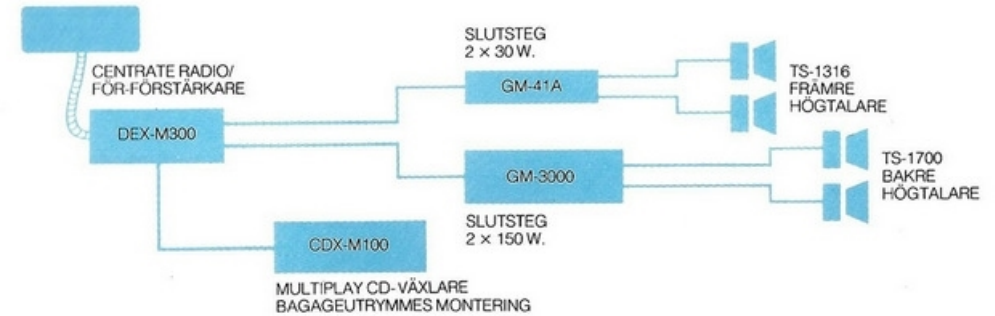 CENTRATE RADIO/
FÖR-FÖRSTÄRKARE
DEX-M300
SLUTSTEG
2 × 30 W.
GM-41A
TS-1316
FRÄMRE
HÖGTALARE
GM-3000
SLUTSTEG
2 × 150 W.
TS-1700
BAKRE
HÖGTALARE
CDX-M100
MULTIPLAY CD-VÄXLARE
BAGAGEUTRYMMES MONTERING